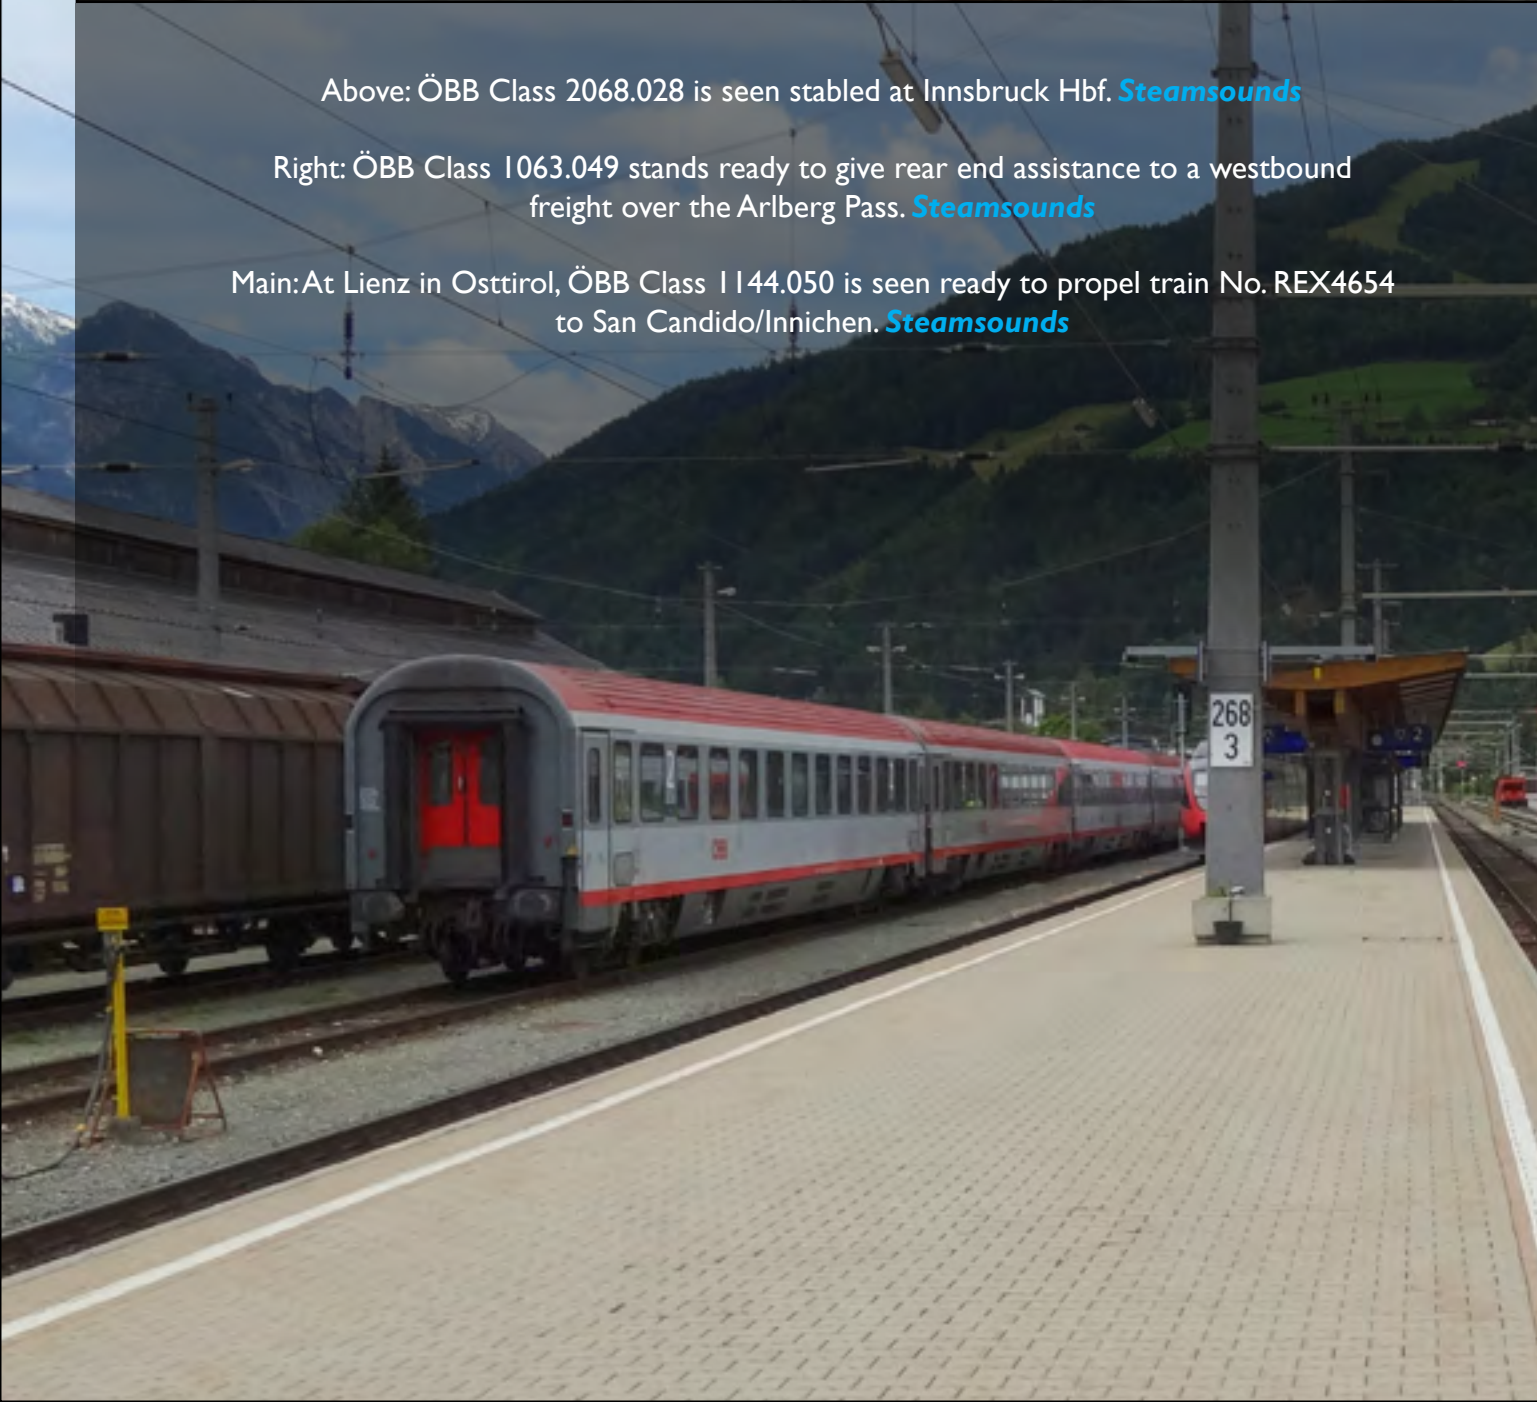 Above: ÖBB Class 2068.028 is seen stabled at Innsbruck Hbf. Steamsounds
Right: ÖBB Class 1063.049 stands ready to give rear end assistance to a westbound
freight over the Arlberg Pass. Steamsounds
Main: At Lienz in Osttirol, ÖBB Class 1144.050 is seen ready to propel train No. REX4654
to San Candido/Innichen. Steamsounds
268
3
2